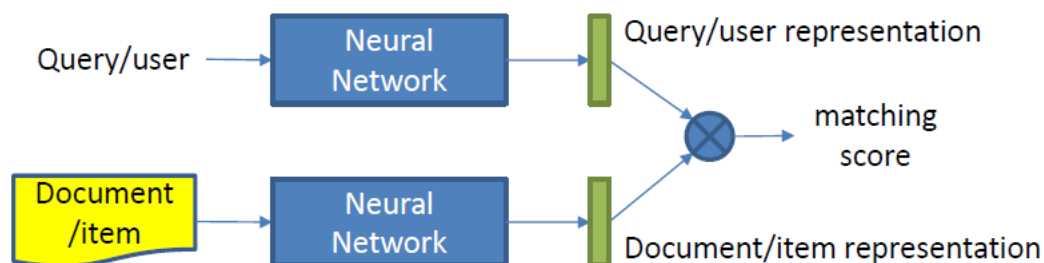 Query/user
Neural
Network
Query/user representation
matching
score
Document
/item
Neural
Network
Document/item representation